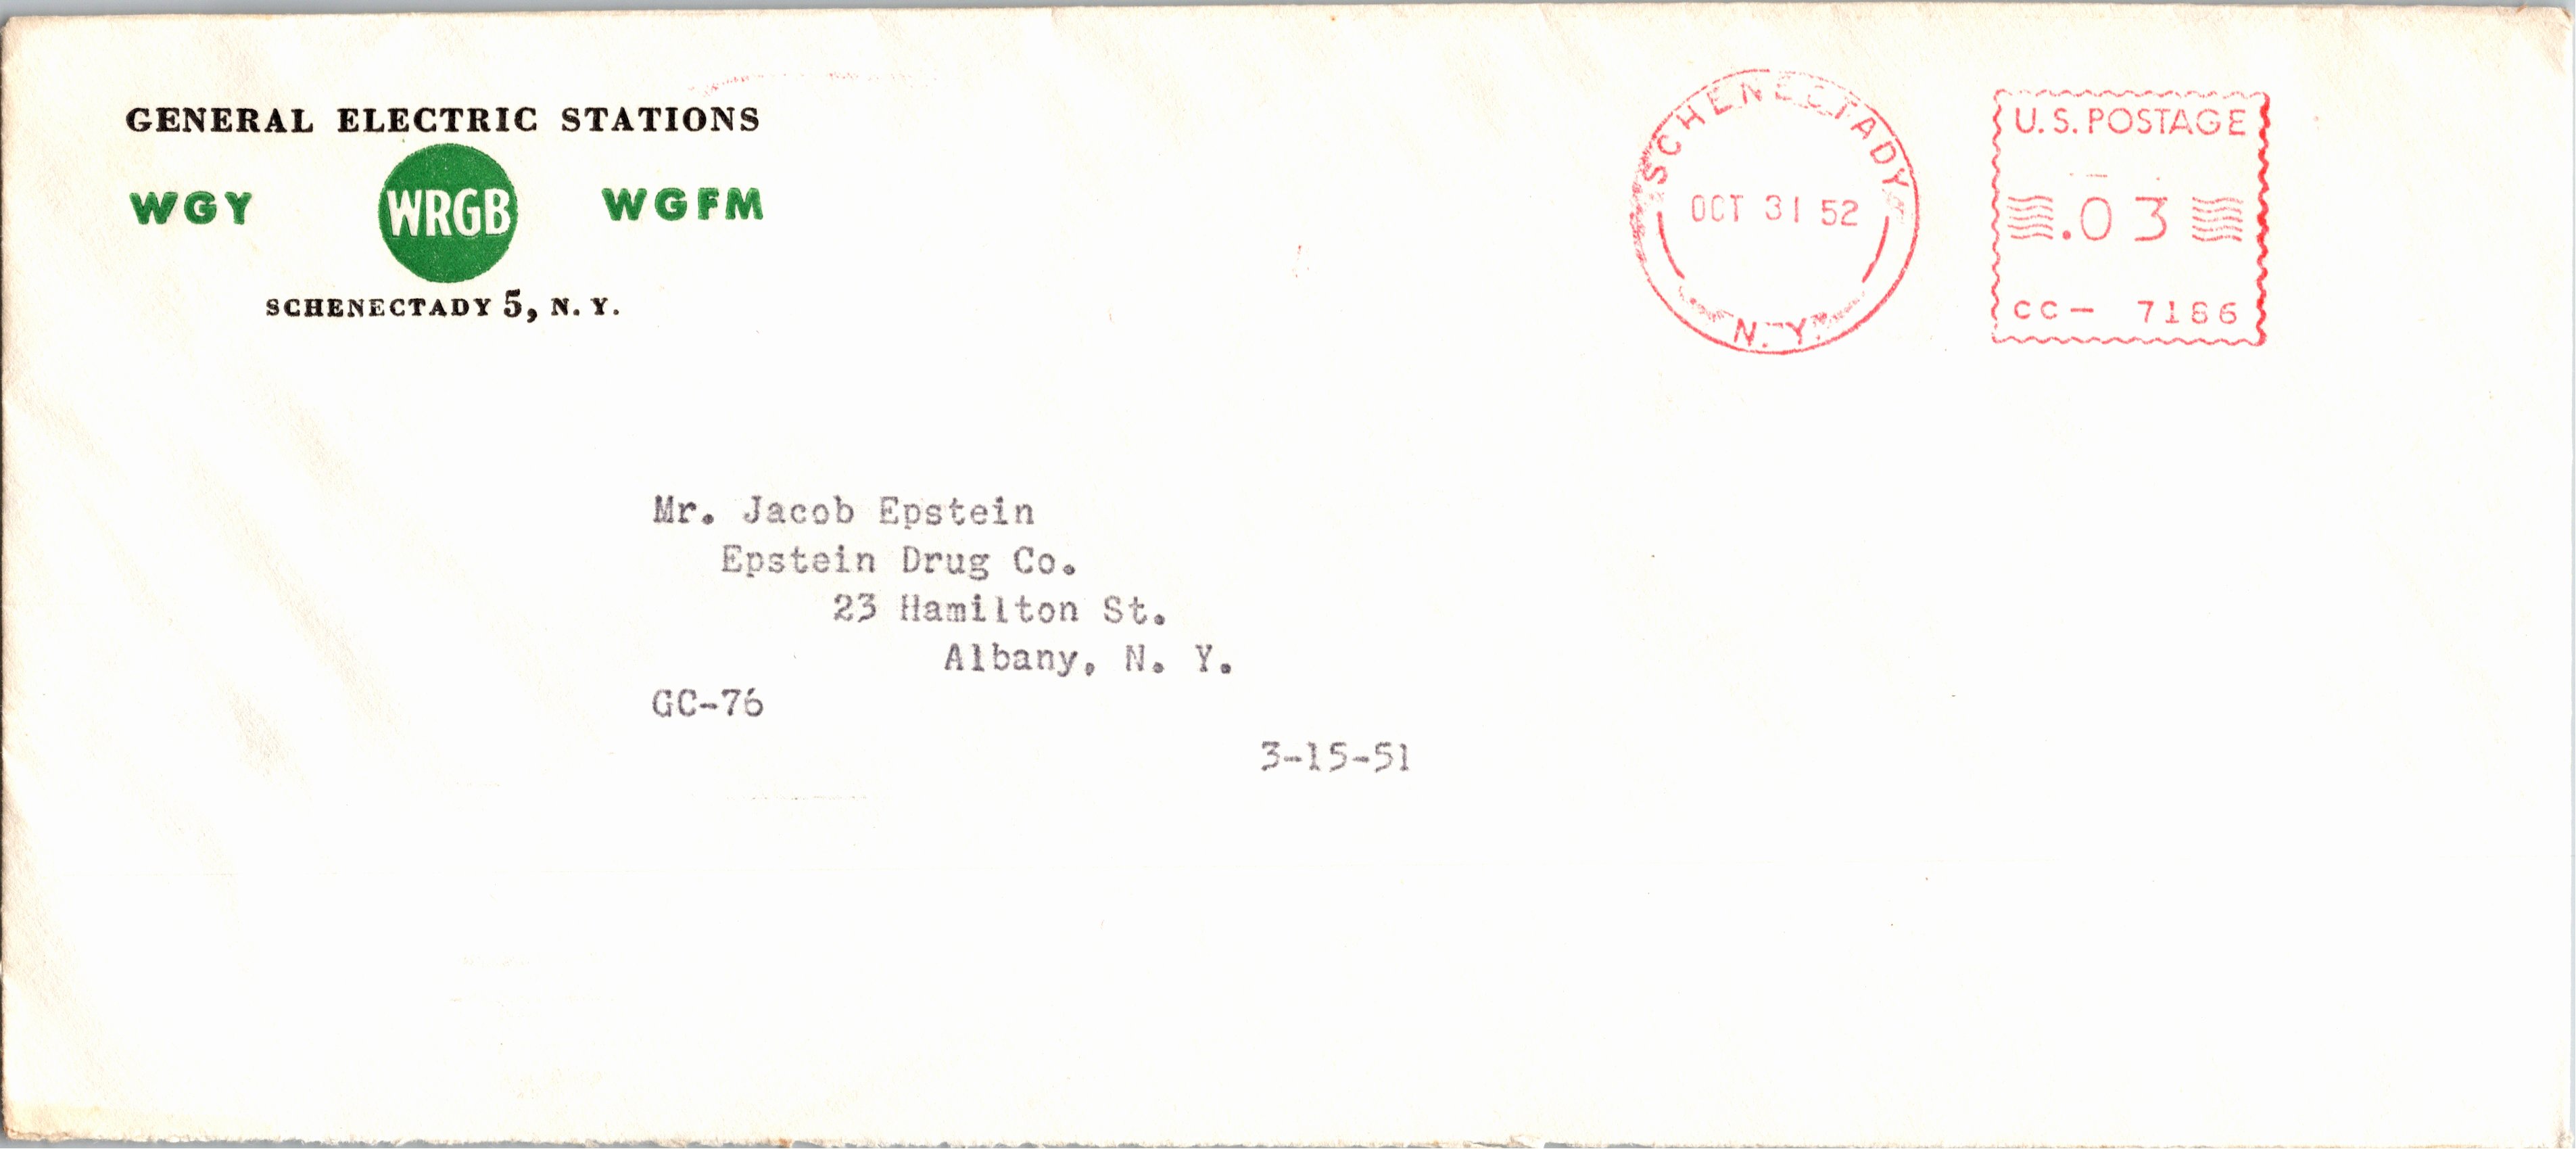 GENERAL ELECTRIC STATIONS
WGY WRGB WGFM
SCHENECTADY 5, N. Y.
SCHENECTADY
OCT 31 52
N. Y.
U. S. POSTAGE
.03
CC- 7186
Mr. Jacob Epstein
Epstein Drug Co.
23 Hamilton St.
Albany, N. Y.
GC-76
3-15-51